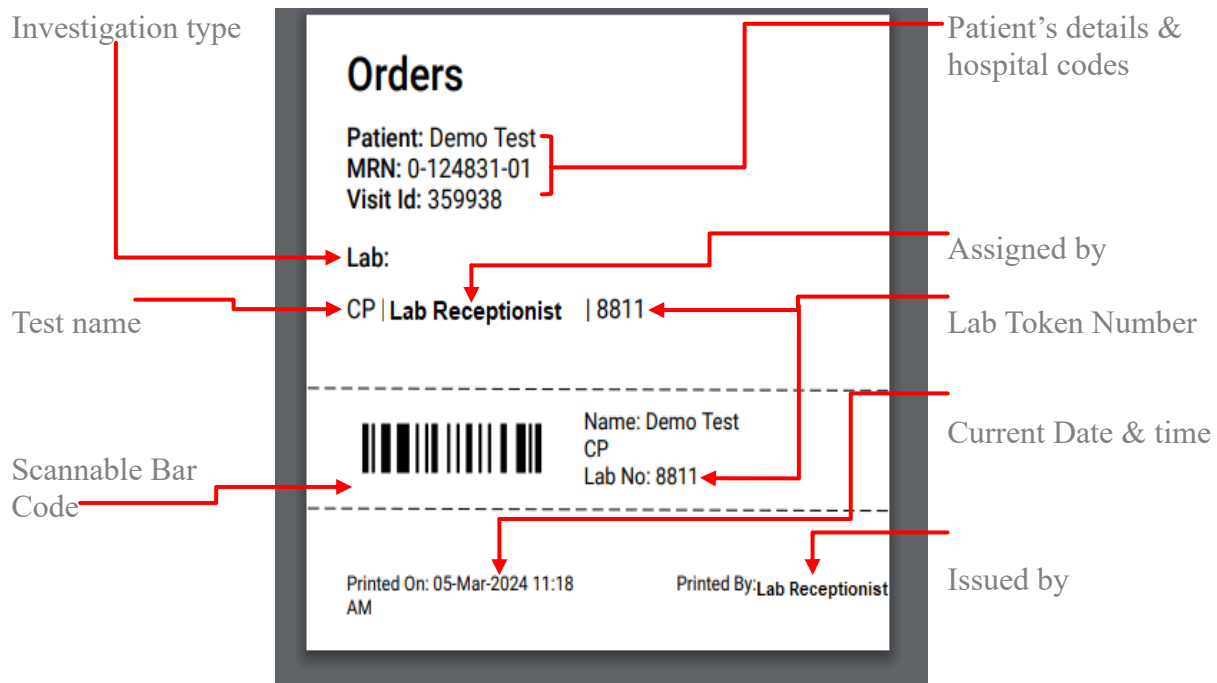 Investigation type
Patient's details &
hospital codes
Orders
Patient: Demo Test
MRN: 0-124831-01
Visit Id: 359938
Assigned by
Lab:
Test name
CP | Lab Receptionist | 8811
Lab Token Number
Current Date & time
Name: Demo Test
CP
Lab No: 8811
Scannable Bar
Code
Printed On: 05-Mar-2024 11:18
AM
Printed By:Lab Receptionist
Issued by